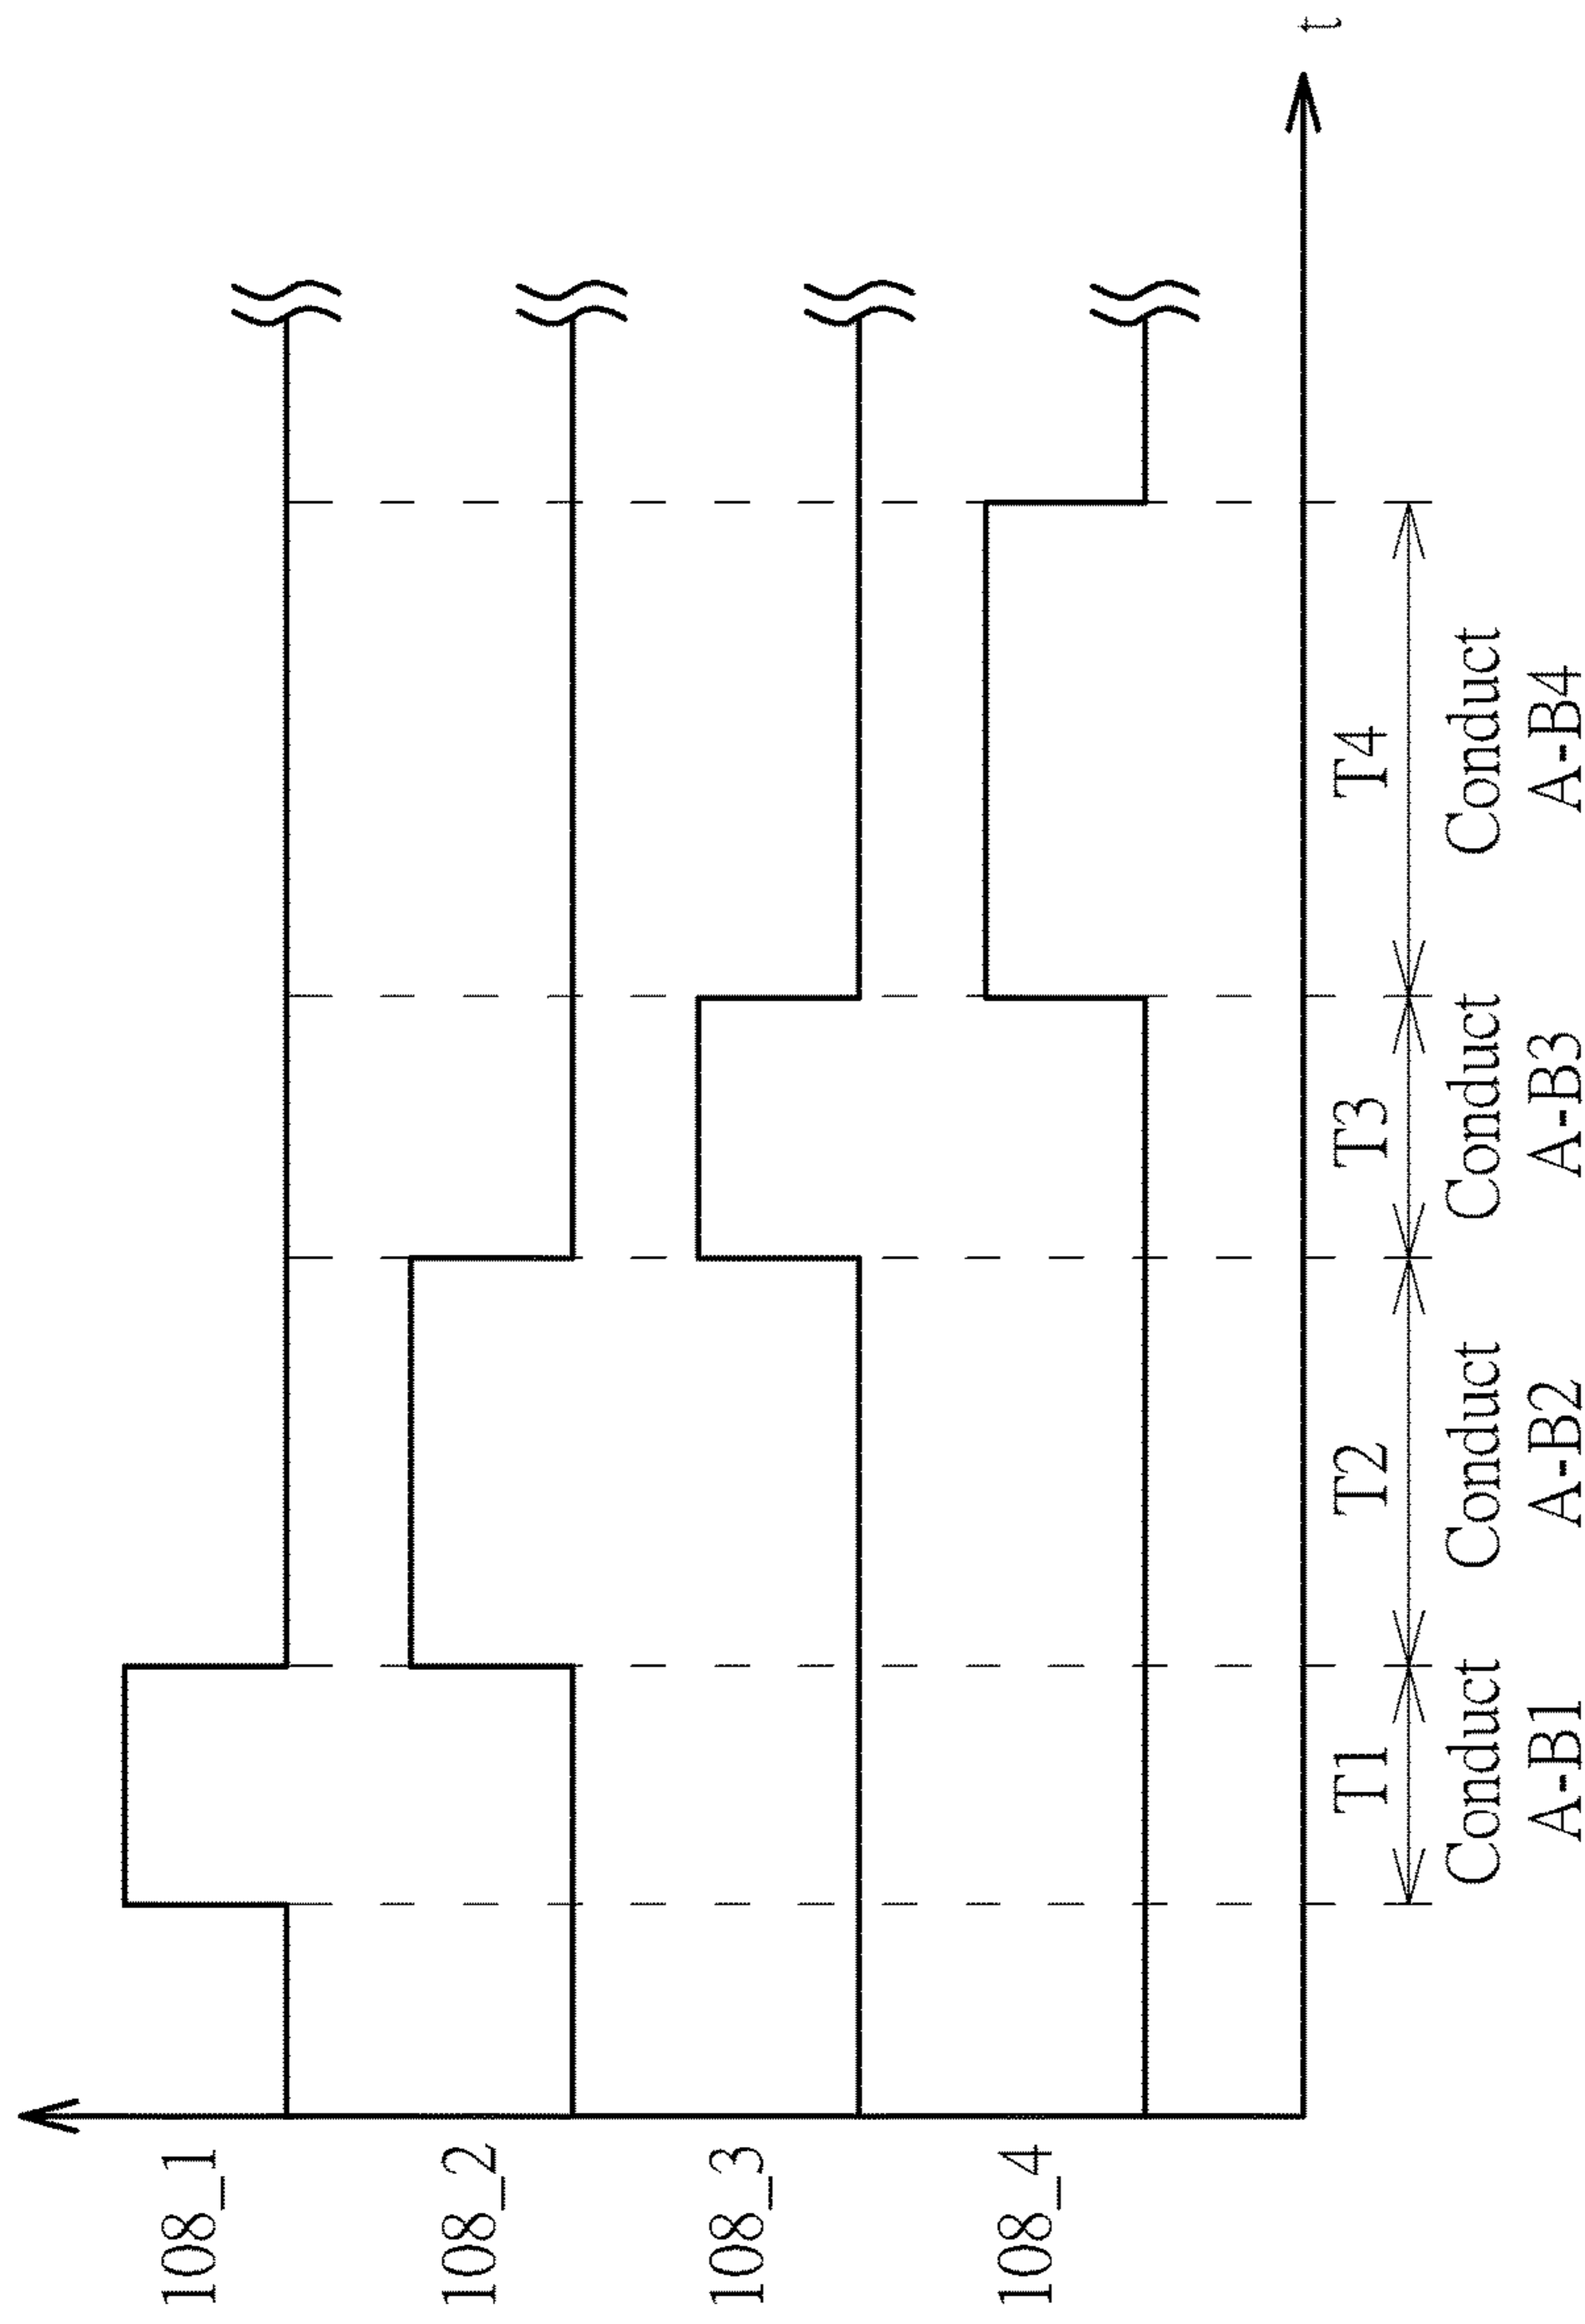 108_1
108_2
108_3
108_4
t
T1
T2
T3
T4
Conduct
A-B1
Conduct
A-B2
Conduct
A-B3
Conduct
A-B4